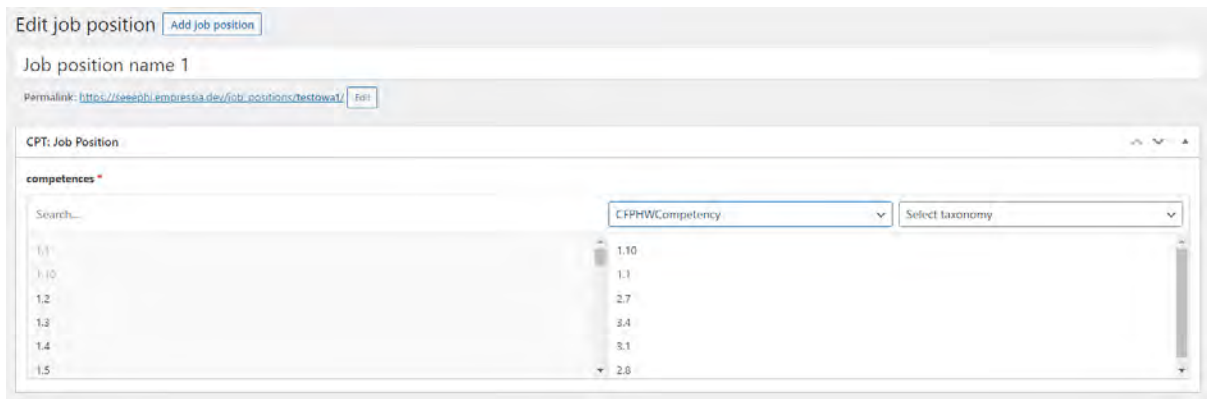 Edit job position Add job position
Job position name 1
Permalink: https://seeephi.empressia.dev/job_positions/testowa1/ Edit
CPT: Job Position
competences *
Search... CFPHWCompetency Select taxonomy
1.1 1.10
1.10 1.1
1.2 2.7
1.3 3.4
1.4 3.1
1.5 2.8